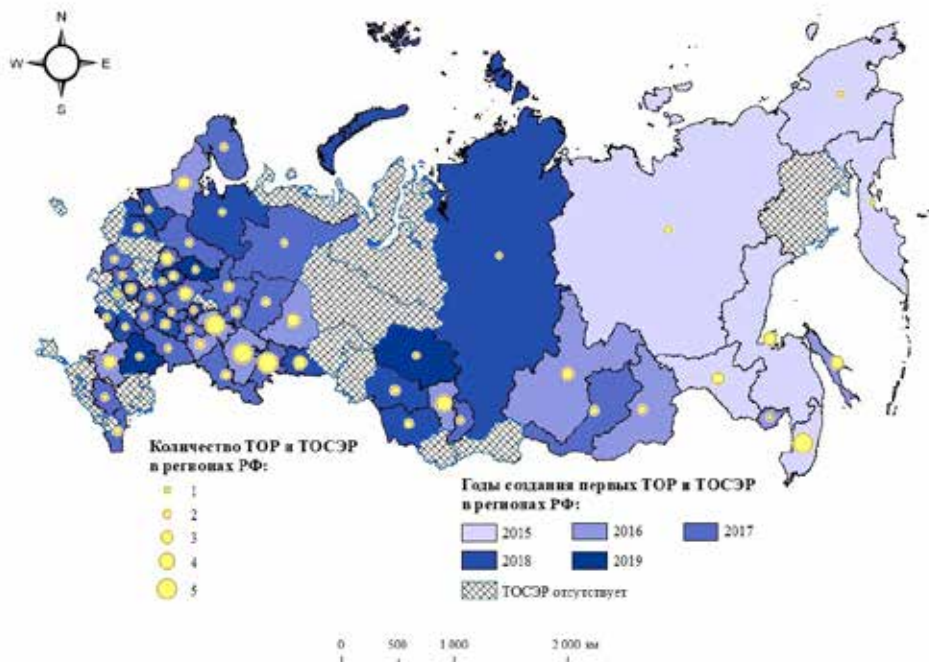 N
W E
S
Количество ТОР и ТОСЭР
в регионах РФ:
1
2
3
4
5
Годы создания первых ТОР и ТОСЭР
в регионах РФ:
2015 2016 2017
2018 2019
ТОСЭР отсутствует
0 500 1 000 2 000 км